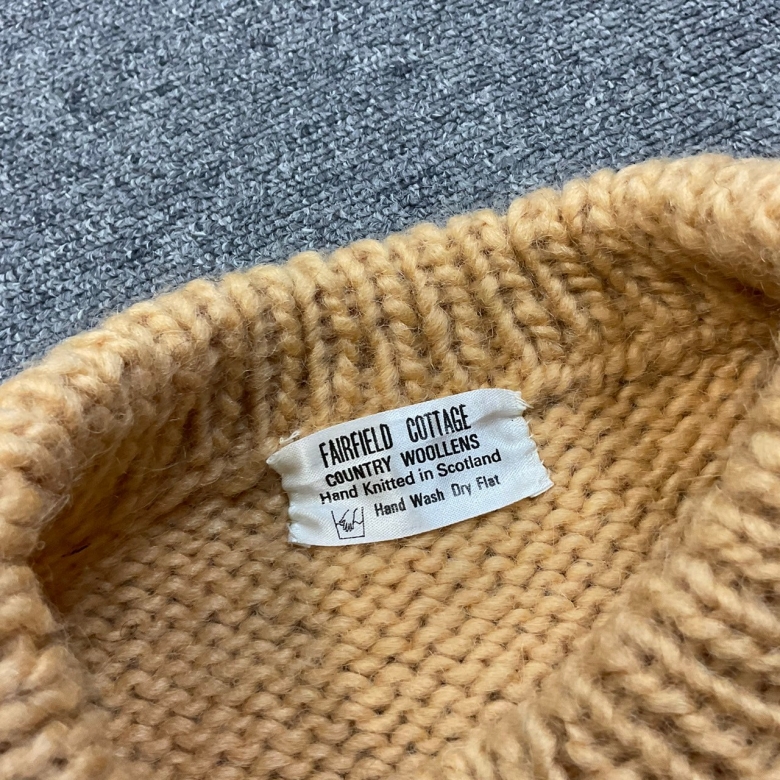 FAIRFIELD COTTAGE
COUNTRY WOOLLENS
Hand Knitted in Scotland
Hand Wash Dry Flat